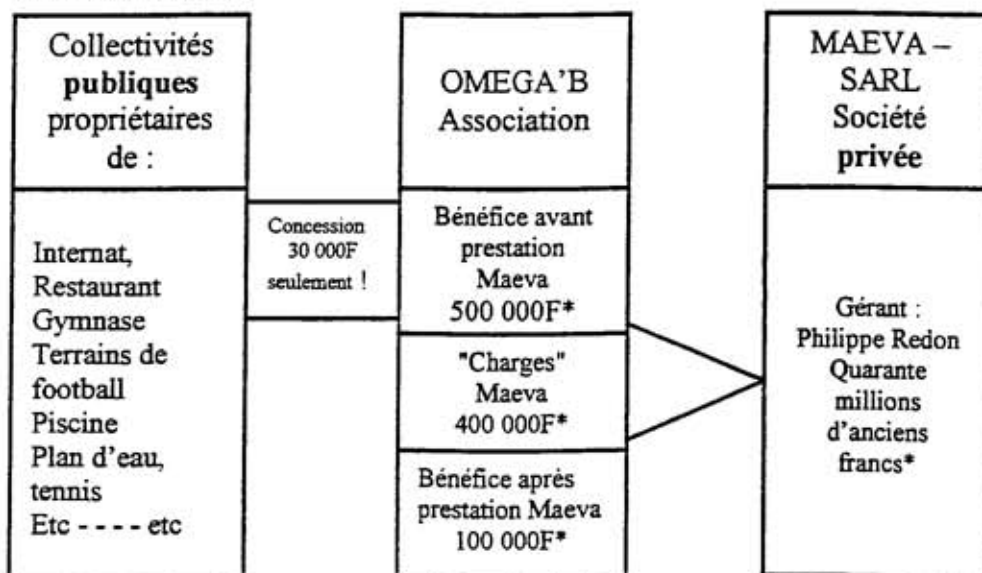 Collectivités
publiques
propriétaires
de :
Internat,
Restaurant
Gymnase
Terrains de
football
Piscine
Plan d'eau,
tennis
Etc - - - - etc
Concession
30 000F
seulement !
OMEGA'B
Association
Bénéfice avant
prestation
Maeva
500 000F*
"Charges"
Maeva
400 000F*
Bénéfice après
prestation Maeva
100 000F*
MAEVA –
SARL
Société
privée
Gérant :
Philippe Redon
Quarante
millions
d'anciens
francs*